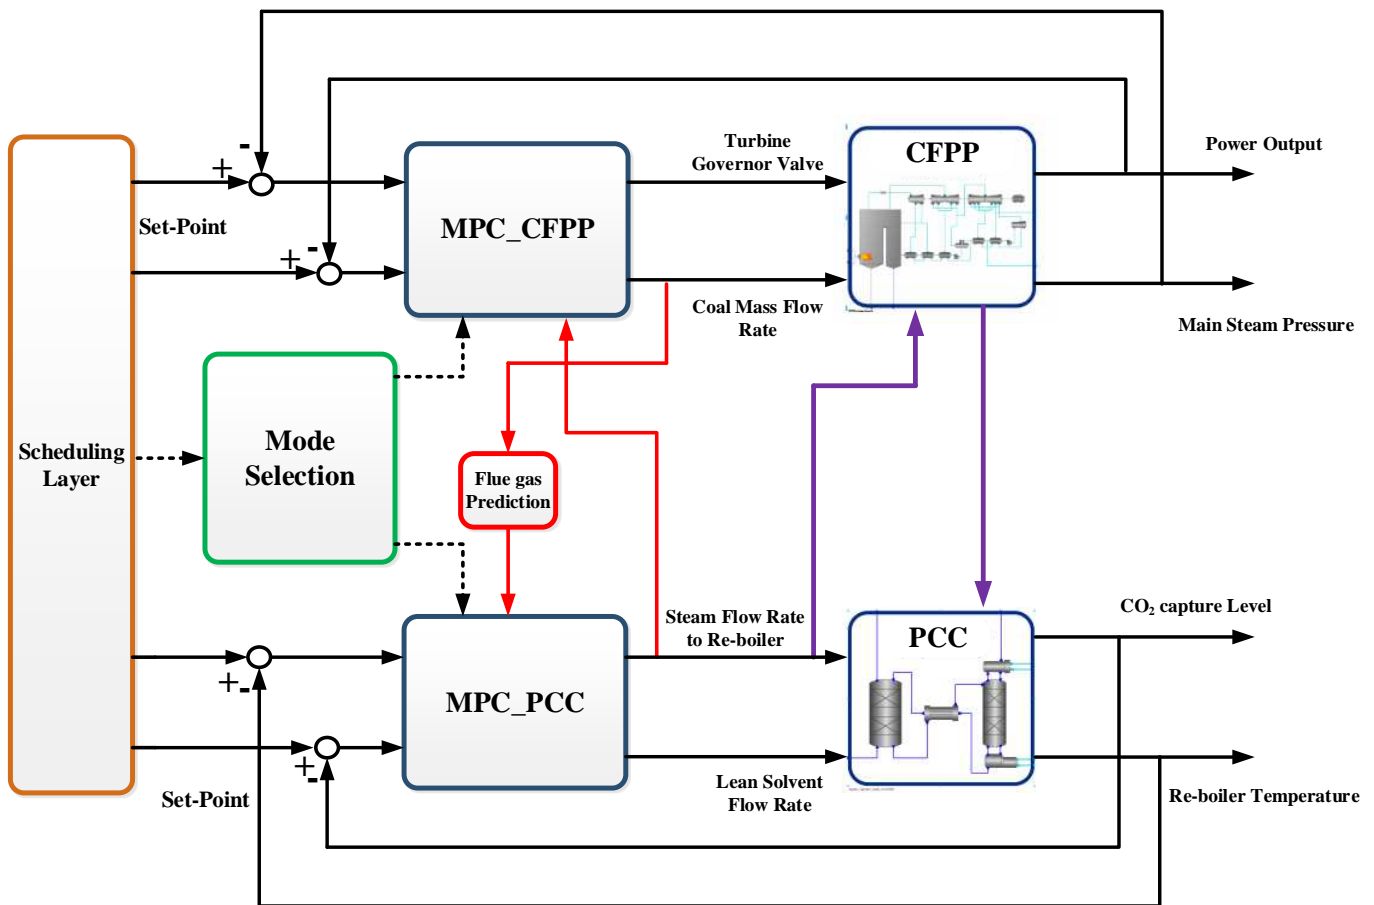 -
+
Set-Point
-
+
MPC_CFPP
Turbine
Governor Valve
Coal Mass Flow
Rate
CFPP
Power Output
Main Steam Pressure
Scheduling
Layer
Mode
Selection
Flue gas
Prediction
+
-
+
-
Set-Point
MPC_PCC
Steam Flow Rate
to Re-boiler
Lean Solvent
Flow Rate
PCC
CO₂ capture Level
Re-boiler Temperature